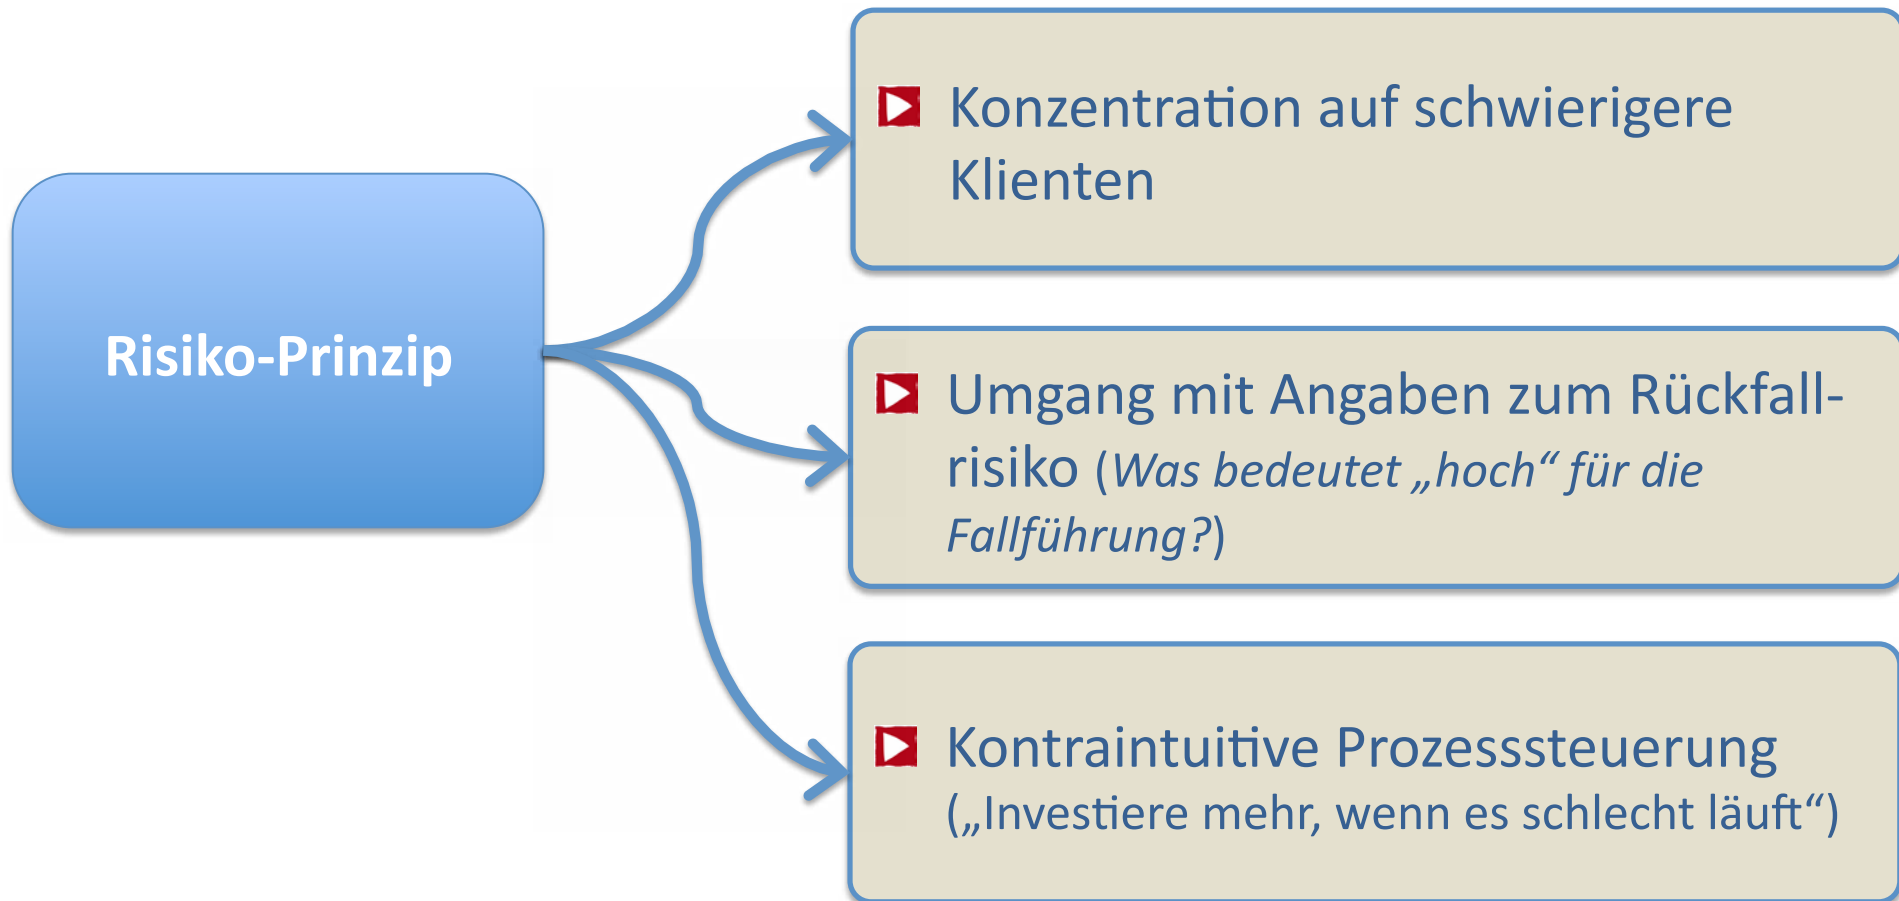 Risiko-Prinzip
Konzentration auf schwierigere
Klienten
Umgang mit Angaben zum Rückfall-
risiko (Was bedeutet „hoch“ für die
Fallführung?)
Kontraintuitive Prozesssteuerung
(„Investiere mehr, wenn es schlecht läuft“)